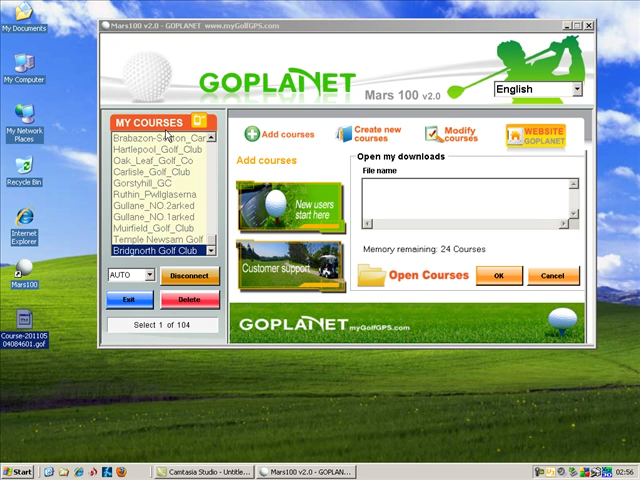 My Documents
My Computer
My Network
Places
Recycle Bin
Internet
Explorer
Mars100
Course-201105
04084601.gof
Mars100 v2.0 - GOPLANET www.myGolfGPS.com
GOPLANET
Mars 100 v2.0
English
MY COURSES
Hartlepool_Golf_Club
Oak_Leaf_Golf_Co
Carlisle_Golf_Club
Gorstyhill_GC
Ruthin_Pwllglasema
Gullane_NO.2arked
Gullane_NO.1arked
Muirfield_Golf_Club
Temple Newsam Golf
Bridgnorth Golf Club
AUTO
Disconnect
Exit
Delete
Select 1 of 104
Add courses
Create new
courses
Modify
courses
WEBSITE
GOPLANET
Add courses
New users
start here
Customer support
Open my downloads
File name
Memory remaining: 24 Courses
Open Courses
OK
Cancel
GOPLANET myGolfGPS.com
Start
Camtasia Studio - Untitle...
Mars100 v2.0 - GOPLAN...
02:56